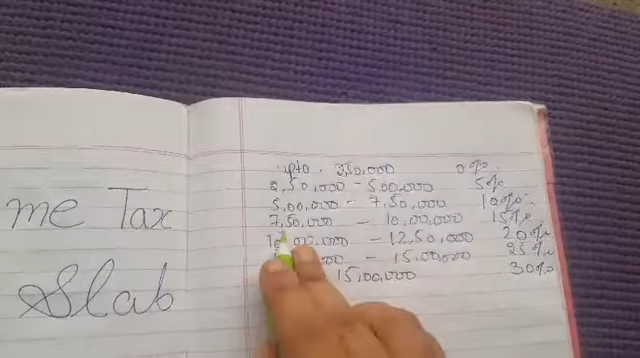 me Tax
Slab
upto . 2,50,000 0%.
2,50,000 - 5,00,000 5%
5,00,000 - 7,50,000 10%.
7,50,000 - 10,00,000 15%
- 12,50,000 20%
000 - 15,00,000 25%
15,00,000 30%